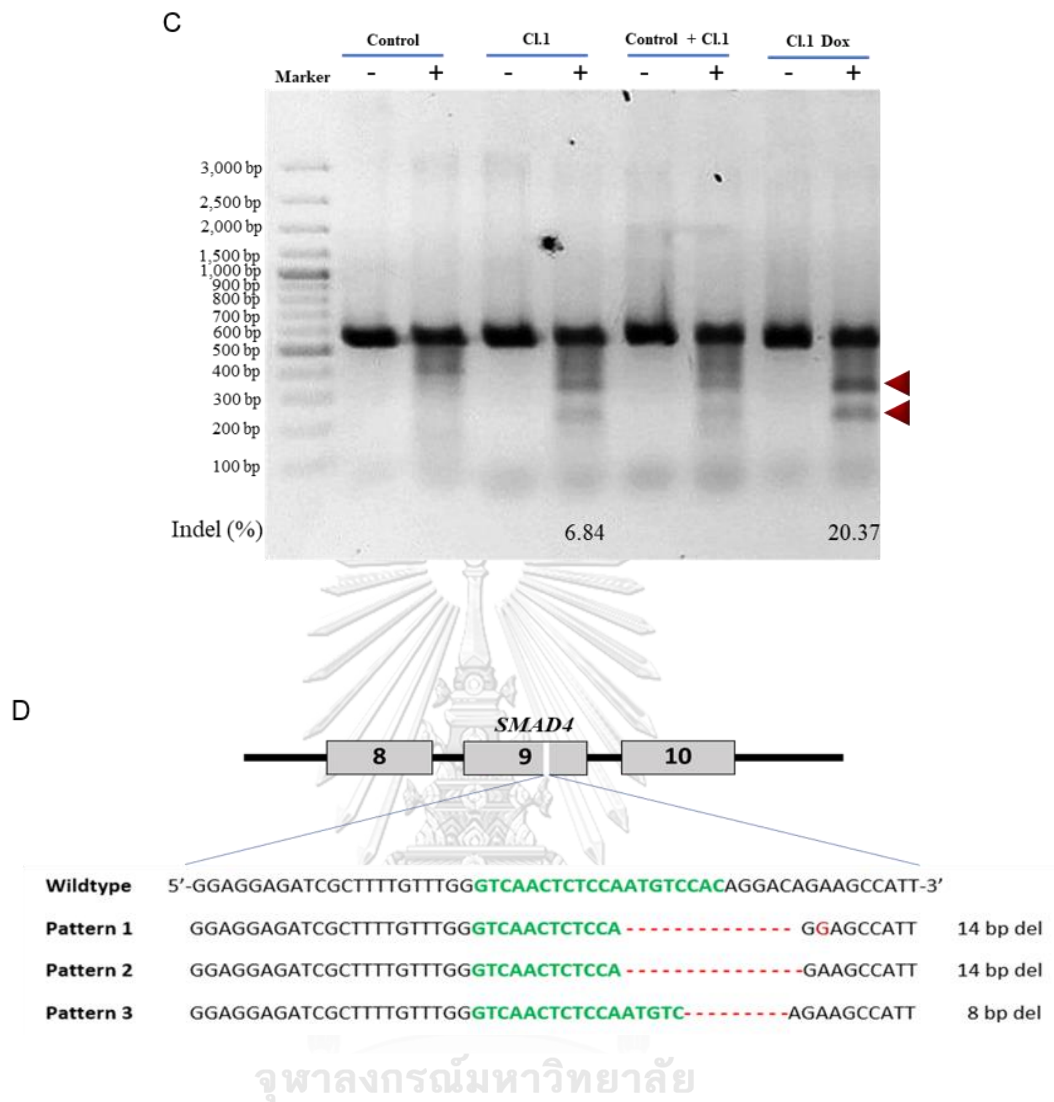 C
Control Cl.1 Control + Cl.1 Cl.1 Dox
Marker - + - + - + - +
3,000 bp
2,500 bp
2,000 bp
1,500 bp
1,000 bp
900 bp
800 bp
700 bp
600 bp
500 bp
400 bp
300 bp
200 bp
100 bp
Indel (%) 6.84 20.37
D
SMAD4
8 9 10
Wildtype 5’-GGAGGAGATCGCTTTTGTTTGGGTCAACTCTCCAATGTCCACAGGACAGAAGCCATT-3’
Pattern 1 GGAGGAGATCGCTTTTGTTTGGGTCAACTCTCCA-------------- GGAGCCATT 14 bp del
Pattern 2 GGAGGAGATCGCTTTTGTTTGGGTCAACTCTCCA---------------GAAGCCATT 14 bp del
Pattern 3 GGAGGAGATCGCTTTTGTTTGGGTCAACTCTCCAATGTC---------AGAAGCCATT 8 bp del
จุฬาลงกรณ์มหาวิทยาลัย